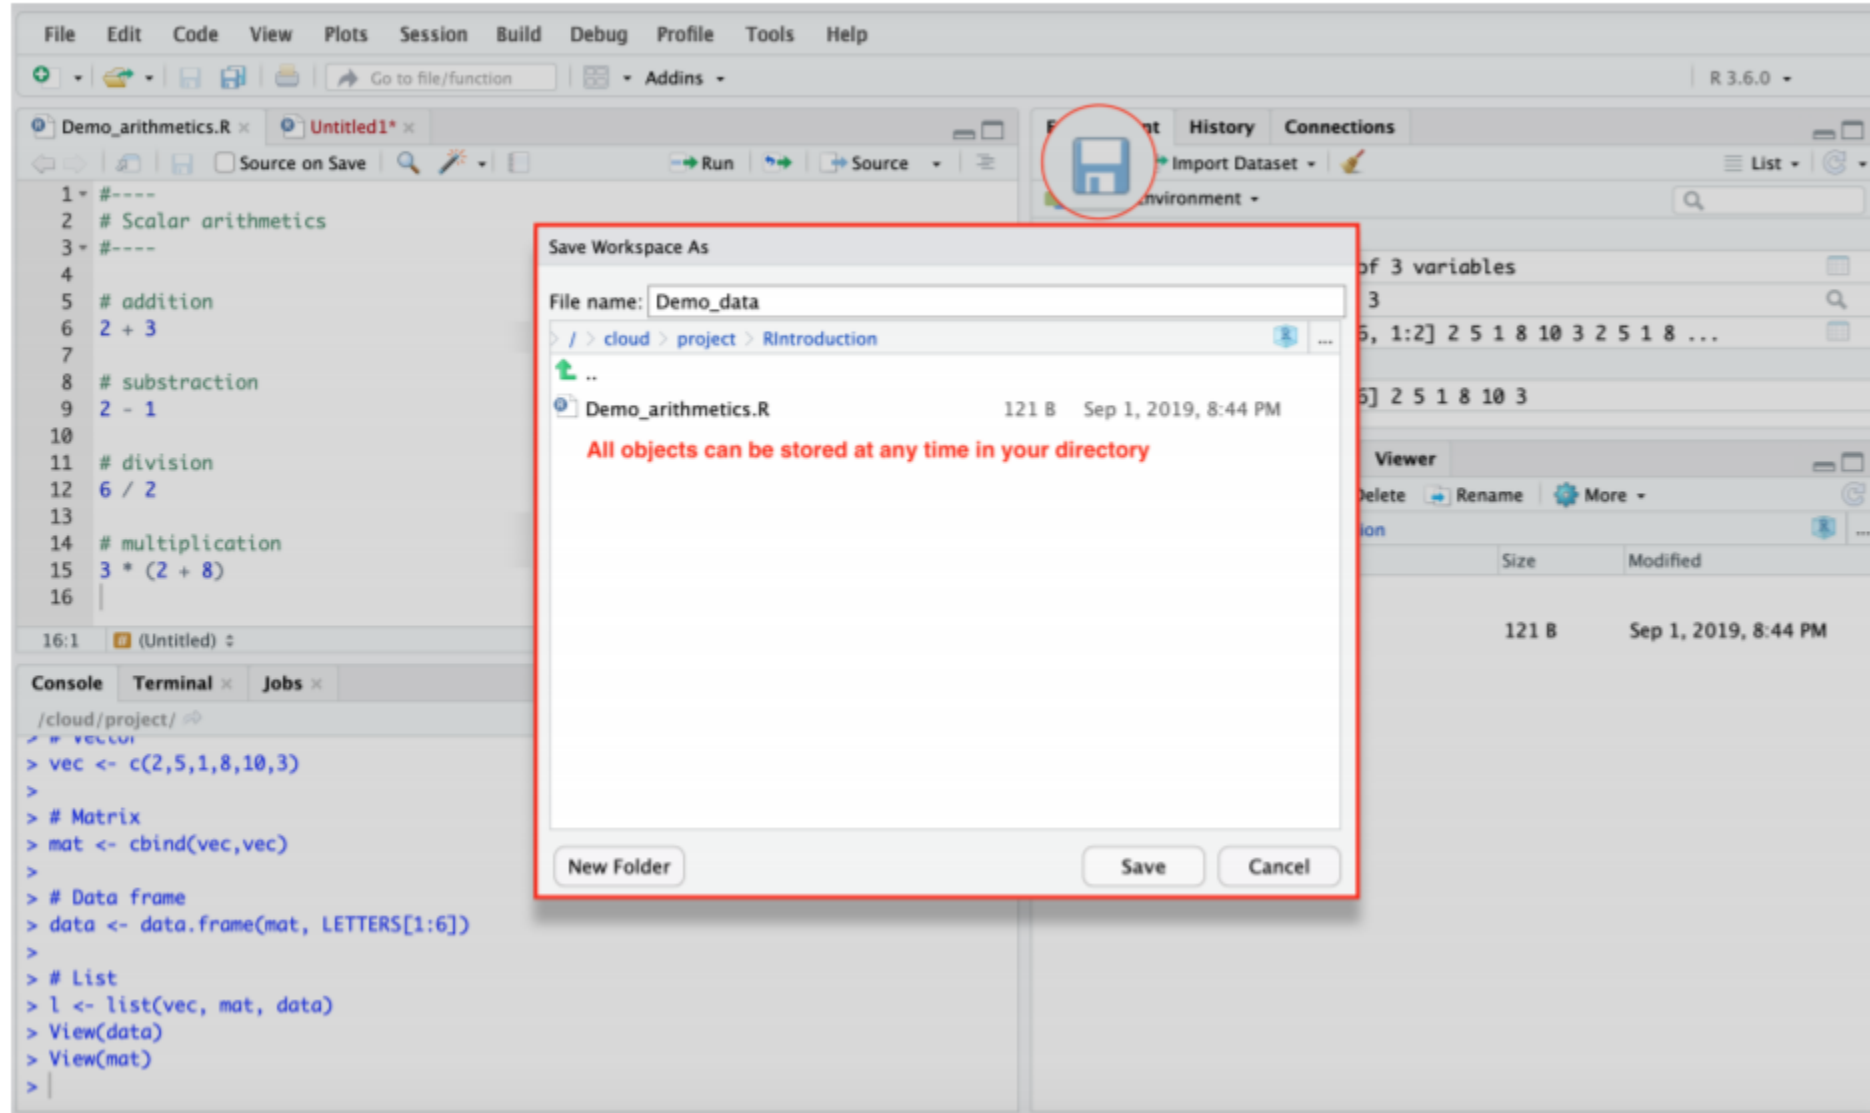 File Edit Code View Plots Session Build Debug Profile Tools Help
Go to file/function Addins R 3.6.0
Demo_arithmetics.R Untitled1*
Source on Save Run Source
1 #----
2 # Scalar arithmetics
3 #----
4
5 # addition
6 2 + 3
7
8 # substraction
9 2 - 1
10
11 # division
12 6 / 2
13
14 # multiplication
15 3 * (2 + 8)
16
16:1 (Untitled)
Console Terminal Jobs
/cloud/project/
> # Vector
> vec <- c(2,5,1,8,10,3)
>
> # Matrix
> mat <- cbind(vec,vec)
>
> # Data frame
> data <- data.frame(mat, LETTERS[1:6])
>
> # List
> l <- list(vec, mat, data)
> View(data)
> View(mat)
>
History Connections
Import Dataset List
nvironment
of 3 variables
3
, 1:2] 2 5 1 8 10 3 2 5 1 8 ...
] 2 5 1 8 10 3
Viewer
Delete Rename More
ion ...
Size Modified
121 B Sep 1, 2019, 8:44 PM
Save Workspace As
File name: Demo_data
/ > cloud > project > RIntroduction ...
..
Demo_arithmetics.R 121 B Sep 1, 2019, 8:44 PM
All objects can be stored at any time in your directory
New Folder Save Cancel